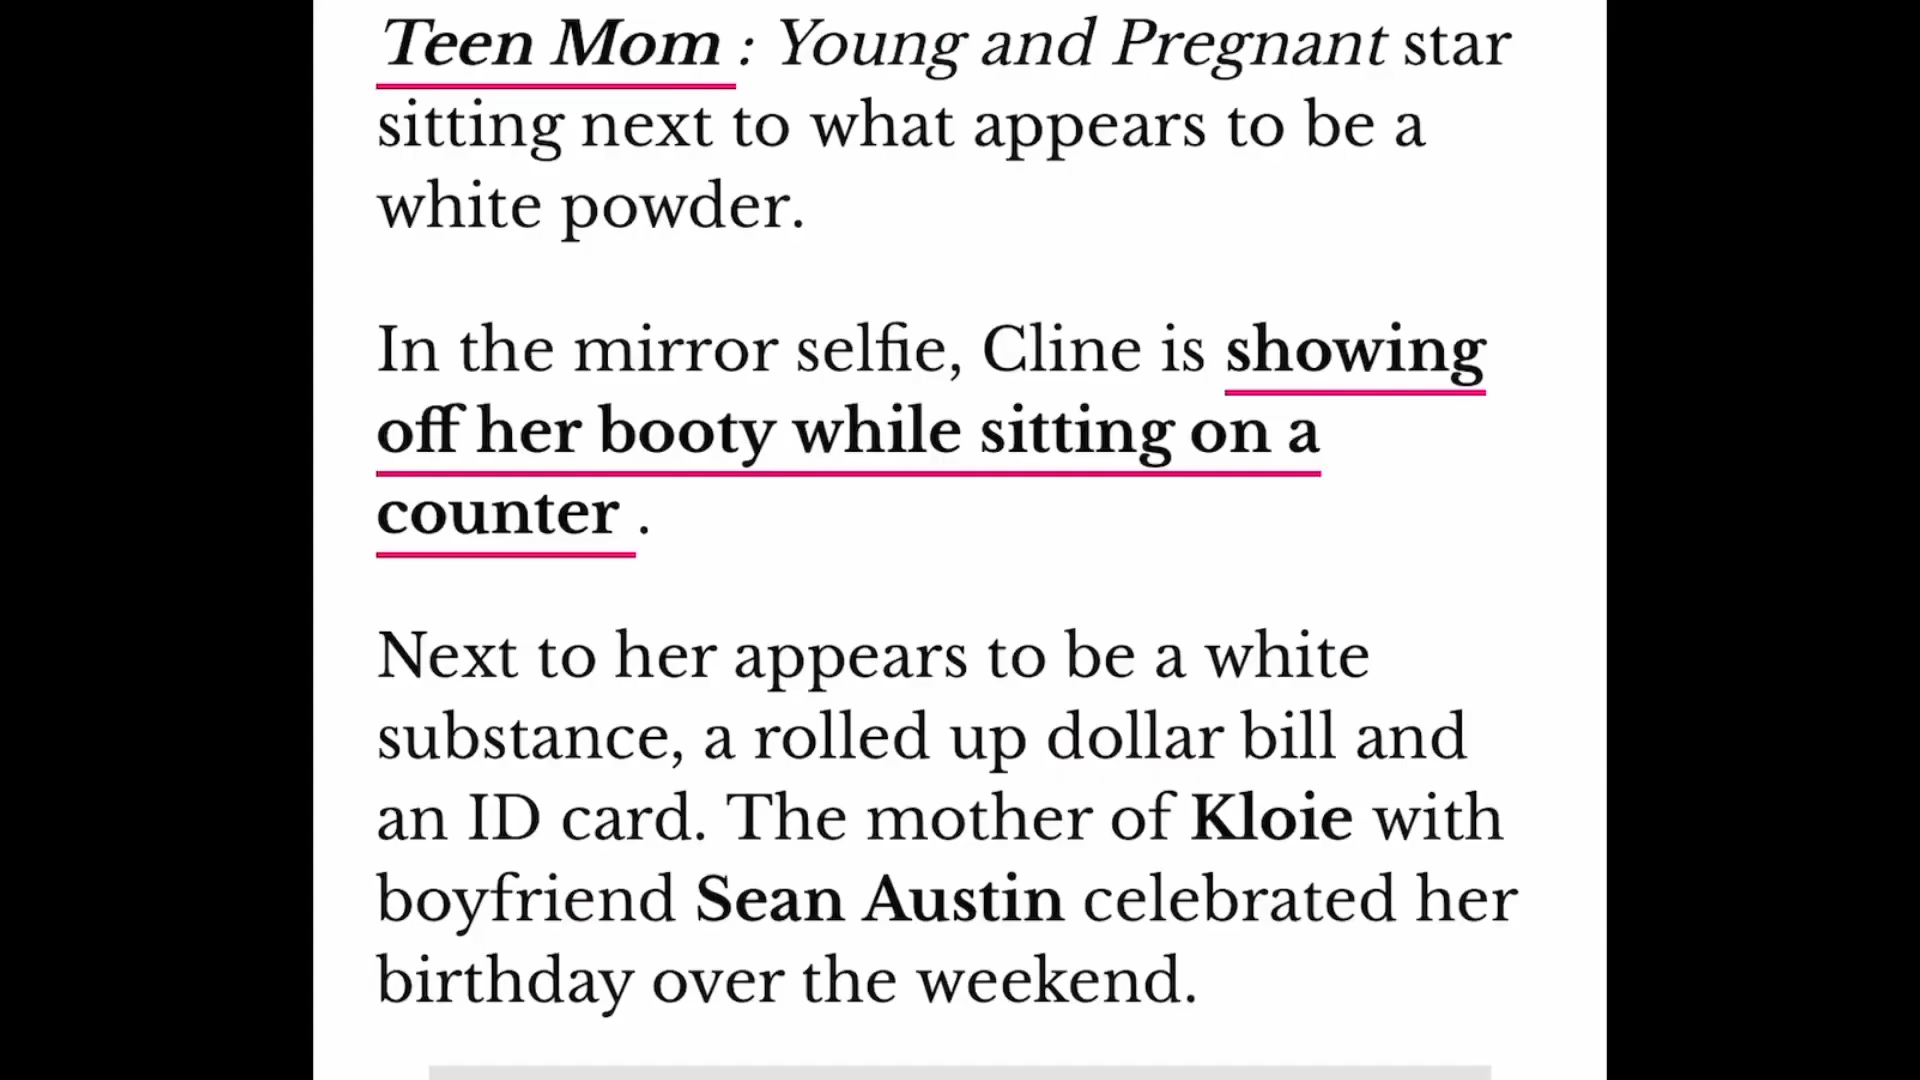 Teen Mom : Young and Pregnant star
sitting next to what appears to be a
white powder.
In the mirror selfie, Cline is showing
off her booty while sitting on a
counter .
Next to her appears to be a white
substance, a rolled up dollar bill and
an ID card. The mother of Kloie with
boyfriend Sean Austin celebrated her
birthday over the weekend.